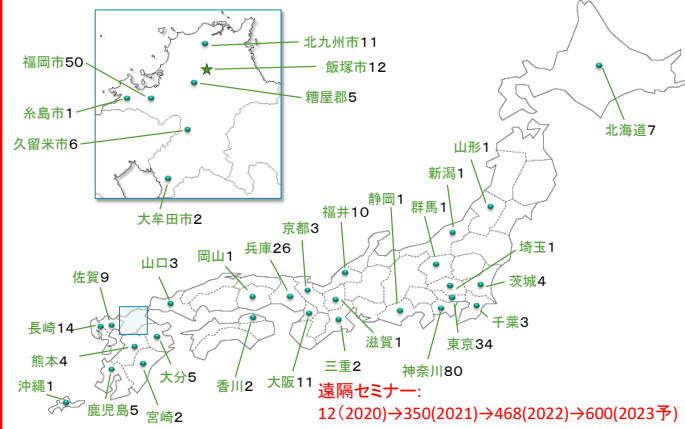 北九州市11
福岡市50
飯塚市12
糟屋郡5
糸島市1
久留米市6
大牟田市2
北海道7
山形1
新潟1
静岡1
群馬1
福井10
京都3
兵庫26
岡山1
山口3
埼玉1
茨城4
佐賀9
長崎14
千葉3
東京34
滋賀1
神奈川80
三重2
大阪11
香川2
熊本4
大分5
沖縄1
鹿児島5
宮崎2
遠隔セミナー:
12(2020)→350(2021)→468(2022)→600(2023予)